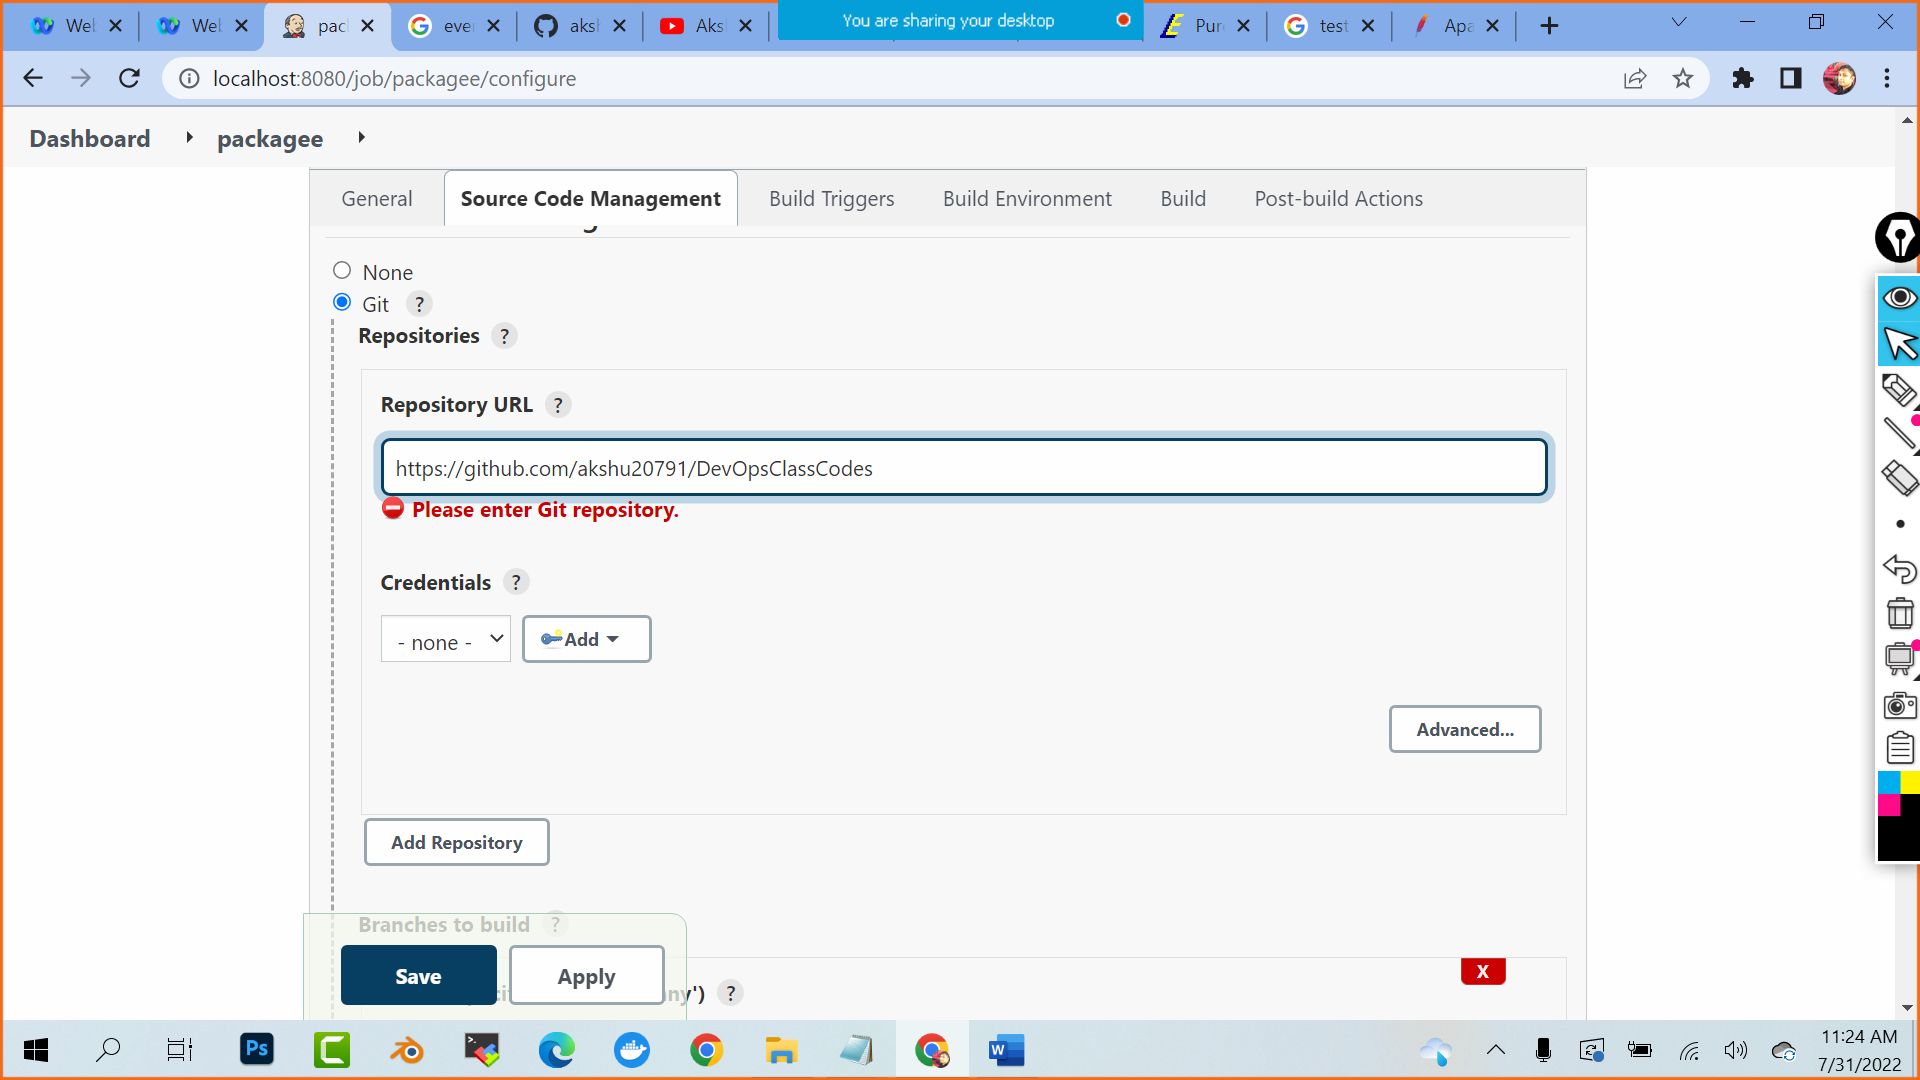 Wel
Wel
pac
eve
aksh
Aks
You are sharing your desktop
Pur
test
Apa
localhost:8080/job/packagee/configure
Dashboard
packagee
General
Source Code Management
Build Triggers
Build Environment
Build
Post-build Actions
None
Git ?
Repositories ?
Repository URL ?
https://github.com/akshu20791/DevOpsClassCodes
Please enter Git repository.
Credentials ?
- none -
Add
Advanced...
Add Repository
Branches to build ?
X
ny') ?
Save
Apply
Ps
11:24 AM
7/31/2022